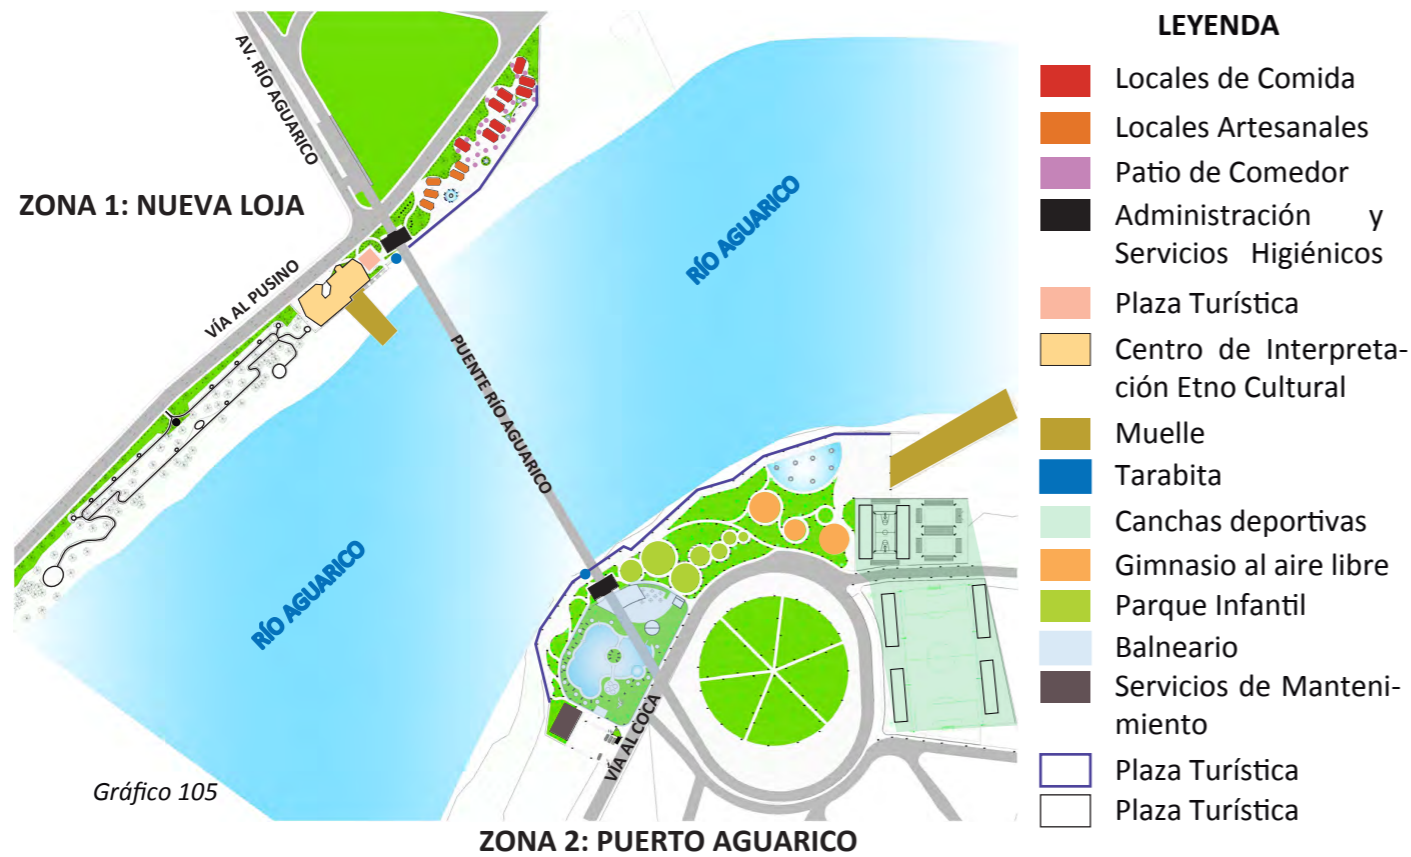 AV. RÍO AGUARICO
ZONA 1: NUEVA LOJA
VÍA AL PUSINO
RÍO AGUARICO
PUENTE RÍO AGUARICO
RÍO AGUARICO
VÍA AL COCA
Gráfico 105
ZONA 2: PUERTO AGUARICO
LEYENDA
Locales de Comida
Locales Artesanales
Patio de Comedor
Administración y
Servicios Higiénicos
Plaza Turística
Centro de Interpreta-
ción Etno Cultural
Muelle
Tarabita
Canchas deportivas
Gimnasio al aire libre
Parque Infantil
Balneario
Servicios de Manteni-
miento
Plaza Turística
Plaza Turística